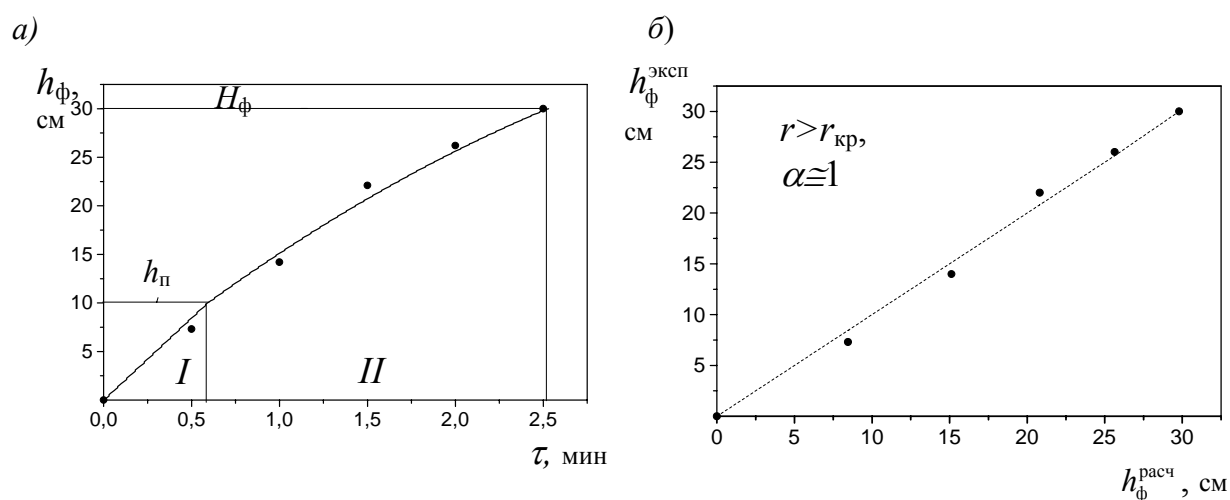 а)
h_ф, см
H_ф
30
25
20
15
h_п
10
5
I
II
0,0 0,5 1,0 1,5 2,0 2,5
τ, мин
б)
h_ф^эксп
см
r>r_кр,
α≅1
30
25
20
15
10
5
0 5 10 15 20 25 30
h_ф^расч , см